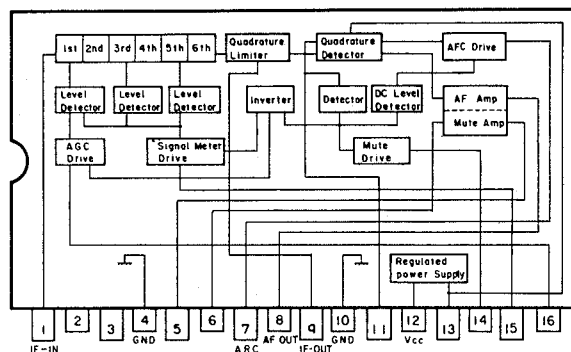 1st 2nd 3rd 4th 5th 6th
Quadrature Limiter
Quadrature Detector
AFC Drive
Level Detector
Level Detector
Level Detector
Inverter
Detector
DC Level Detector
AF Amp
Mute Amp
AGC Drive
Signal Meter Drive
Mute Drive
Regulated power Supply
1 2 3 4 5 6 7 8 9 10 11 12 13 14 15 16
IF-IN
GND
A.R.C
AF OUT
IF-OUT
GND
Vcc